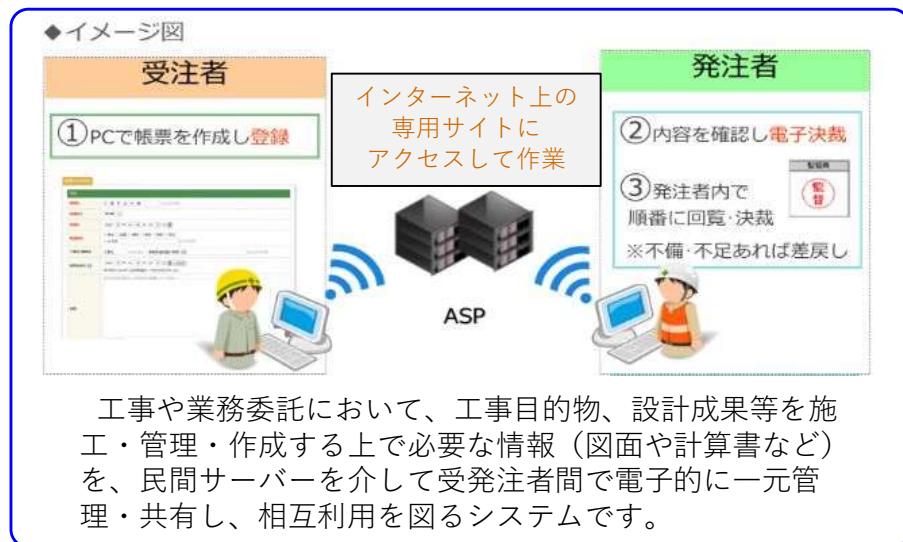 ◆イメージ図
受注者
①PCで帳票を作成し登録
インターネット上の
専用サイトに
アクセスして作業
ASP
発注者
②内容を確認し電子決裁
③発注者内で
順番に回覧・決裁
※不備・不足あれば差戻し
監督
工事や業務委託において、工事目的物、設計成果等を施
工・管理・作成する上で必要な情報（図面や計算書など）
を、民間サーバーを介して受発注者間で電子的に一元管
理・共有し、相互利用を図るシステムです。